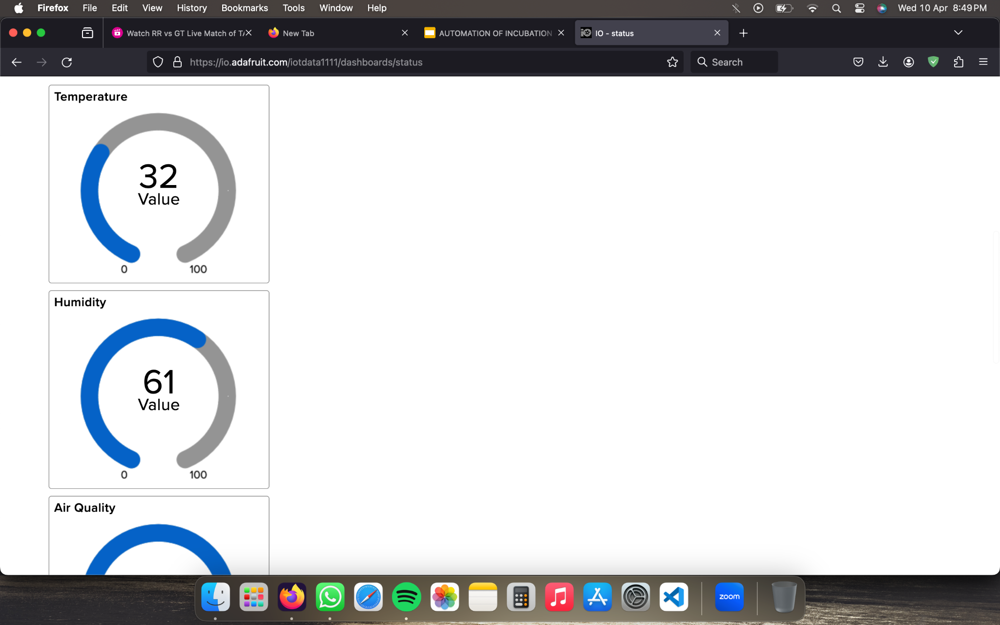 Firefox File Edit View History Bookmarks Tools Window Help Wed 10 Apr 8:49 PM
Watch RR vs GT Live Match of TA New Tab AUTOMATION OF INCUBATION IO - status
https://io.adafruit.com/iotdata1111/dashboards/status Search
Temperature
32
Value
0 100
Humidity
61
Value
0 100
Air Quality
zoom